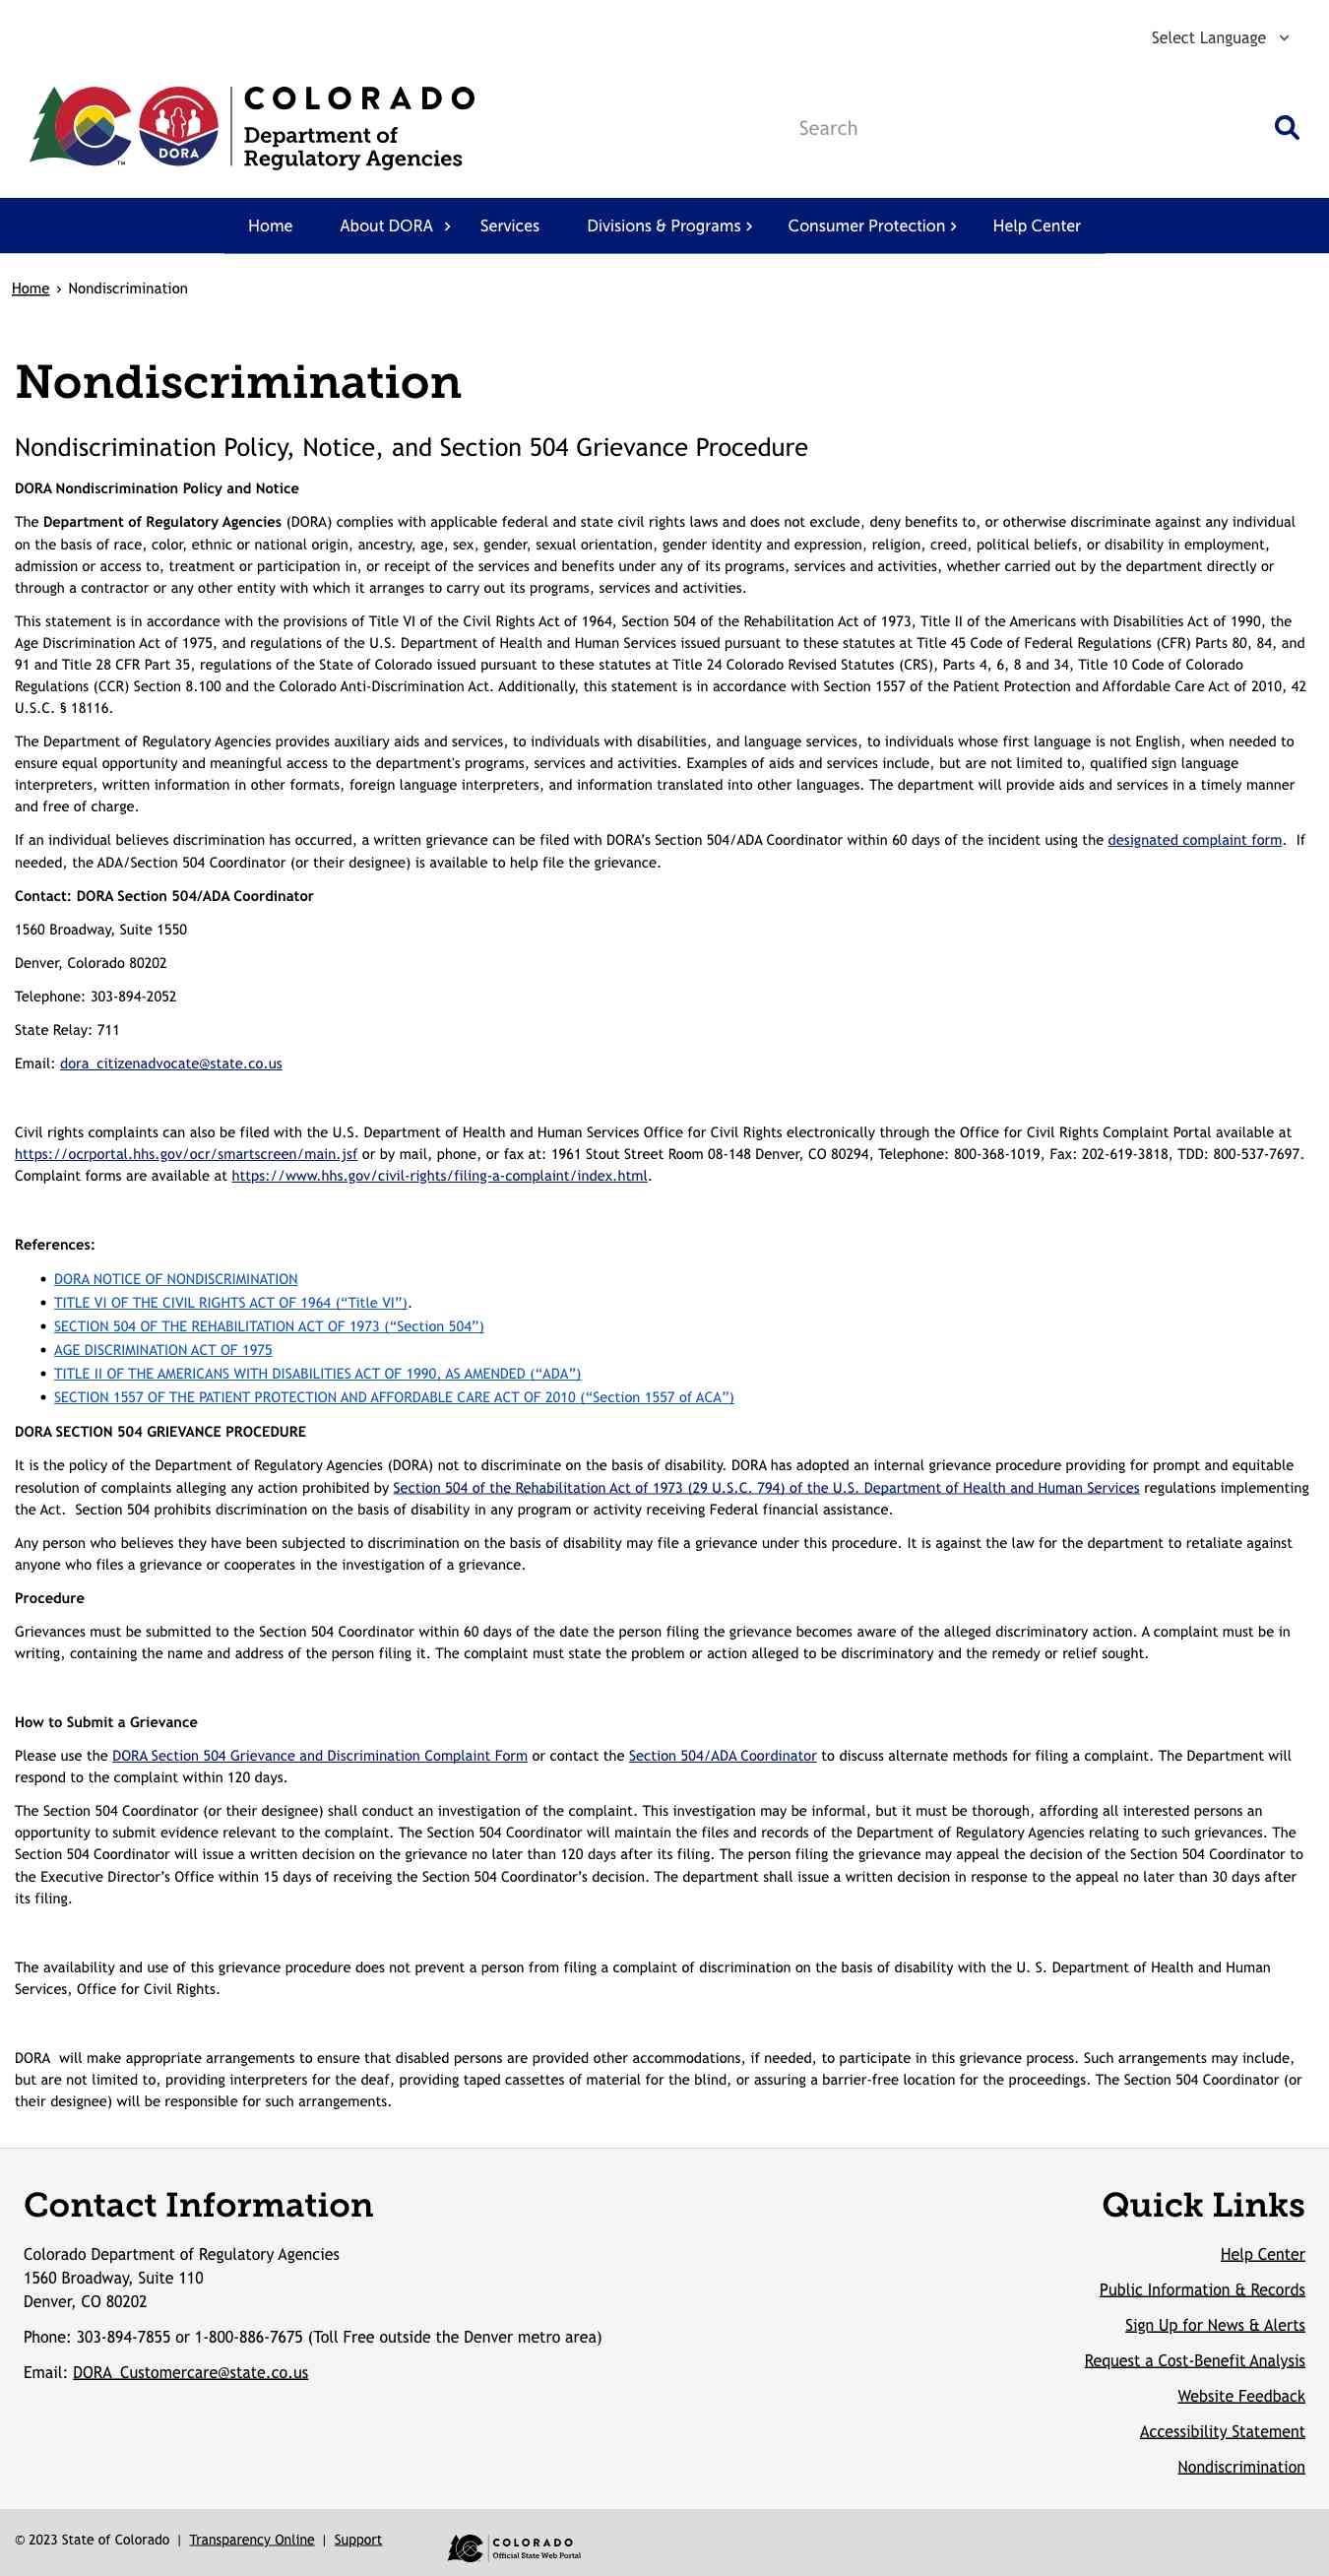 Select Language
COLORADO
Department of
Regulatory Agencies
TM
DORA
Search
Home About DORA Services Divisions & Programs Consumer Protection Help Center
Home › Nondiscrimination
Nondiscrimination
Nondiscrimination Policy, Notice, and Section 504 Grievance Procedure
DORA Nondiscrimination Policy and Notice
The Department of Regulatory Agencies (DORA) complies with applicable federal and state civil rights laws and does not exclude, deny benefits to, or otherwise discriminate against any individual
on the basis of race, color, ethnic or national origin, ancestry, age, sex, gender, sexual orientation, gender identity and expression, religion, creed, political beliefs, or disability in employment,
admission or access to, treatment or participation in, or receipt of the services and benefits under any of its programs, services and activities, whether carried out by the department directly or
through a contractor or any other entity with which it arranges to carry out its programs, services and activities.
This statement is in accordance with the provisions of Title VI of the Civil Rights Act of 1964, Section 504 of the Rehabilitation Act of 1973, Title II of the Americans with Disabilities Act of 1990, the
Age Discrimination Act of 1975, and regulations of the U.S. Department of Health and Human Services issued pursuant to these statutes at Title 45 Code of Federal Regulations (CFR) Parts 80, 84, and
91 and Title 28 CFR Part 35, regulations of the State of Colorado issued pursuant to these statutes at Title 24 Colorado Revised Statutes (CRS), Parts 4, 6, 8 and 34, Title 10 Code of Colorado
Regulations (CCR) Section 8.100 and the Colorado Anti-Discrimination Act. Additionally, this statement is in accordance with Section 1557 of the Patient Protection and Affordable Care Act of 2010, 42
U.S.C. § 18116.
The Department of Regulatory Agencies provides auxiliary aids and services, to individuals with disabilities, and language services, to individuals whose first language is not English, when needed to
ensure equal opportunity and meaningful access to the department's programs, services and activities. Examples of aids and services include, but are not limited to, qualified sign language
interpreters, written information in other formats, foreign language interpreters, and information translated into other languages. The department will provide aids and services in a timely manner
and free of charge.
If an individual believes discrimination has occurred, a written grievance can be filed with DORA’s Section 504/ADA Coordinator within 60 days of the incident using the designated complaint form. If
needed, the ADA/Section 504 Coordinator (or their designee) is available to help file the grievance.
Contact: DORA Section 504/ADA Coordinator
1560 Broadway, Suite 1550
Denver, Colorado 80202
Telephone: 303-894-2052
State Relay: 711
Email: dora_citizenadvocate@state.co.us
Civil rights complaints can also be filed with the U.S. Department of Health and Human Services Office for Civil Rights electronically through the Office for Civil Rights Complaint Portal available at
https://ocrportal.hhs.gov/ocr/smartscreen/main.jsf or by mail, phone, or fax at: 1961 Stout Street Room 08-148 Denver, CO 80294, Telephone: 800-368-1019, Fax: 202-619-3818, TDD: 800-537-7697.
Complaint forms are available at https://www.hhs.gov/civil-rights/filing-a-complaint/index.html.
References:
• DORA NOTICE OF NONDISCRIMINATION
• TITLE VI OF THE CIVIL RIGHTS ACT OF 1964 (“Title VI”).
• SECTION 504 OF THE REHABILITATION ACT OF 1973 (“Section 504”)
• AGE DISCRIMINATION ACT OF 1975
• TITLE II OF THE AMERICANS WITH DISABILITIES ACT OF 1990, AS AMENDED (“ADA”)
• SECTION 1557 OF THE PATIENT PROTECTION AND AFFORDABLE CARE ACT OF 2010 (“Section 1557 of ACA”)
DORA SECTION 504 GRIEVANCE PROCEDURE
It is the policy of the Department of Regulatory Agencies (DORA) not to discriminate on the basis of disability. DORA has adopted an internal grievance procedure providing for prompt and equitable
resolution of complaints alleging any action prohibited by Section 504 of the Rehabilitation Act of 1973 (29 U.S.C. 794) of the U.S. Department of Health and Human Services regulations implementing
the Act. Section 504 prohibits discrimination on the basis of disability in any program or activity receiving Federal financial assistance.
Any person who believes they have been subjected to discrimination on the basis of disability may file a grievance under this procedure. It is against the law for the department to retaliate against
anyone who files a grievance or cooperates in the investigation of a grievance.
Procedure
Grievances must be submitted to the Section 504 Coordinator within 60 days of the date the person filing the grievance becomes aware of the alleged discriminatory action. A complaint must be in
writing, containing the name and address of the person filing it. The complaint must state the problem or action alleged to be discriminatory and the remedy or relief sought.
How to Submit a Grievance
Please use the DORA Section 504 Grievance and Discrimination Complaint Form or contact the Section 504/ADA Coordinator to discuss alternate methods for filing a complaint. The Department will
respond to the complaint within 120 days.
The Section 504 Coordinator (or their designee) shall conduct an investigation of the complaint. This investigation may be informal, but it must be thorough, affording all interested persons an
opportunity to submit evidence relevant to the complaint. The Section 504 Coordinator will maintain the files and records of the Department of Regulatory Agencies relating to such grievances. The
Section 504 Coordinator will issue a written decision on the grievance no later than 120 days after its filing. The person filing the grievance may appeal the decision of the Section 504 Coordinator to
the Executive Director’s Office within 15 days of receiving the Section 504 Coordinator’s decision. The department shall issue a written decision in response to the appeal no later than 30 days after
its filing.
The availability and use of this grievance procedure does not prevent a person from filing a complaint of discrimination on the basis of disability with the U. S. Department of Health and Human
Services, Office for Civil Rights.
DORA will make appropriate arrangements to ensure that disabled persons are provided other accommodations, if needed, to participate in this grievance process. Such arrangements may include,
but are not limited to, providing interpreters for the deaf, providing taped cassettes of material for the blind, or assuring a barrier-free location for the proceedings. The Section 504 Coordinator (or
their designee) will be responsible for such arrangements.
Contact Information
Colorado Department of Regulatory Agencies
1560 Broadway, Suite 110
Denver, CO 80202
Phone: 303-894-7855 or 1-800-886-7675 (Toll Free outside the Denver metro area)
Email: DORA_Customercare@state.co.us
Quick Links
Help Center
Public Information & Records
Sign Up for News & Alerts
Request a Cost-Benefit Analysis
Website Feedback
Accessibility Statement
Nondiscrimination
© 2023 State of Colorado | Transparency Online | Support
COLORADO
Official State Web Portal